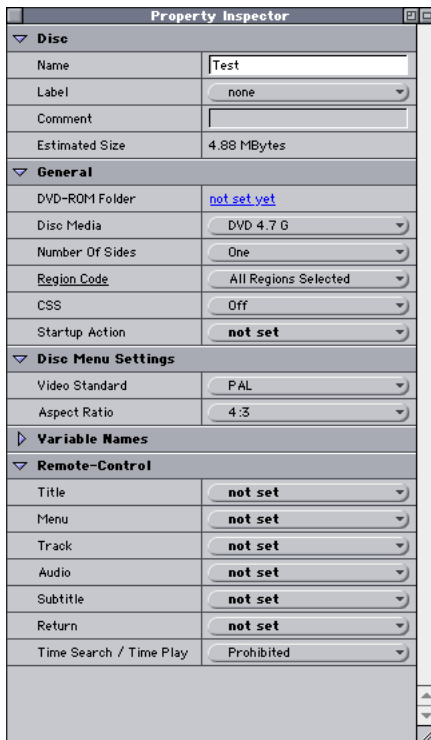 Property Inspector
Disc
Name Test
Label none
Comment
Estimated Size 4.88 MBytes
General
DVD-ROM Folder not set yet
Disc Media DVD 4.7 G
Number Of Sides One
Region Code All Regions Selected
CSS Off
Startup Action not set
Disc Menu Settings
Video Standard PAL
Aspect Ratio 4:3
Variable Names
Remote-Control
Title not set
Menu not set
Track not set
Audio not set
Subtitle not set
Return not set
Time Search / Time Play Prohibited